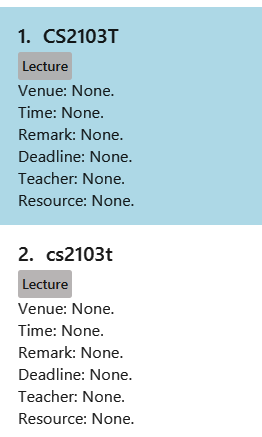 1. CS2103T
Lecture
Venue: None.
Time: None.
Remark: None.
Deadline: None.
Teacher: None.
Resource: None.
2. cs2103t
Lecture
Venue: None.
Time: None.
Remark: None.
Deadline: None.
Teacher: None.
Resource: None.